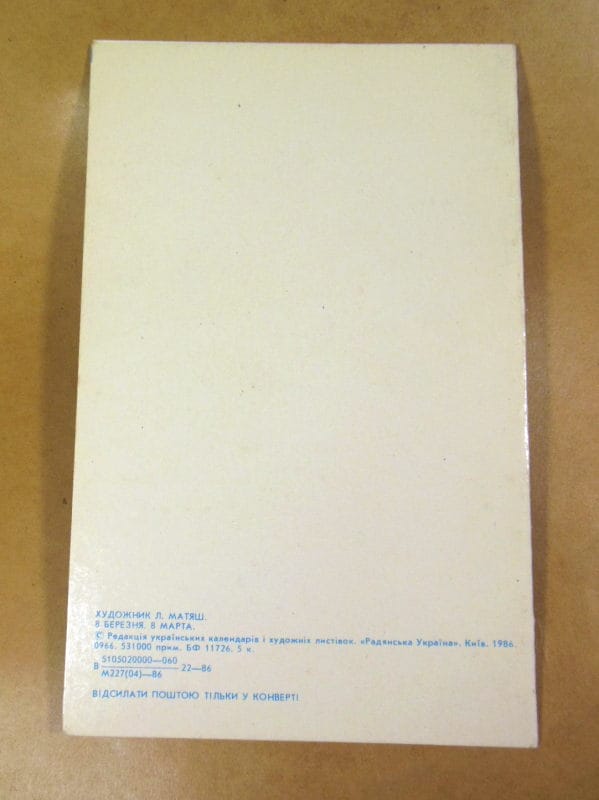 ХУДОЖНИК Л. МАТЯШ.
8 БЕРЕЗНЯ. 8 МАРТА.
© Редакція українських календарів і художніх листівок. «Радянська Україна». Київ. 1986.
0966. 531000 прим. БФ 11726. 5 к.
В 5105020000—060 22—86
М227(04)—86
ВІДСИЛАТИ ПОШТОЮ ТІЛЬКИ У КОНВЕРТІ